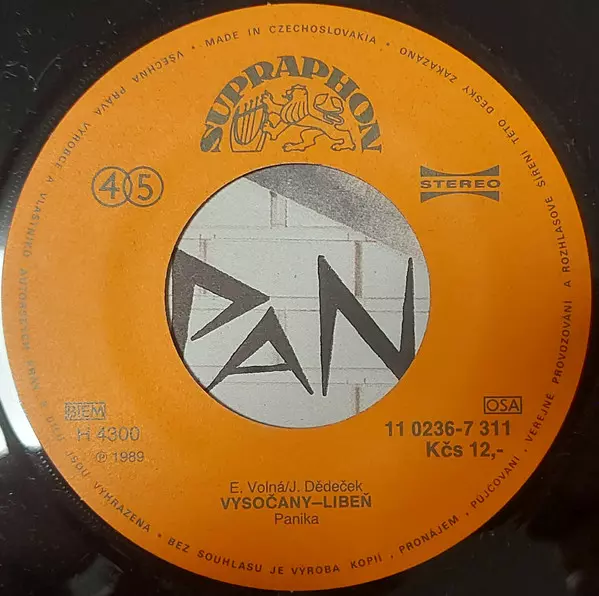 • MADE IN CZECHOSLOVAKIA •
VŠECHNA PRÁVA VÝROBCE A VLASTNÍKŮ AUTORSKÝCH PRÁV K DÍLU JSOU VYHRAZENA • BEZ SOUHLASU JE VÝROBA KOPIÍ, PRONÁJEM, PŮJČOVÁNÍ, VEŘEJNÉ PROVOZOVÁNÍ A ROZHLASOVÉ ŠÍŘENÍ TÉTO DESKY ZAKÁZÁNO
SUPRAPHON
45
STEREO
PAN
BIEM
H 4300
℗ 1989
OSA
11 0236-7 311
Kčs 12,-
E. Volná/J. Dědeček
VYSOČANY–LIBEŇ
Panika